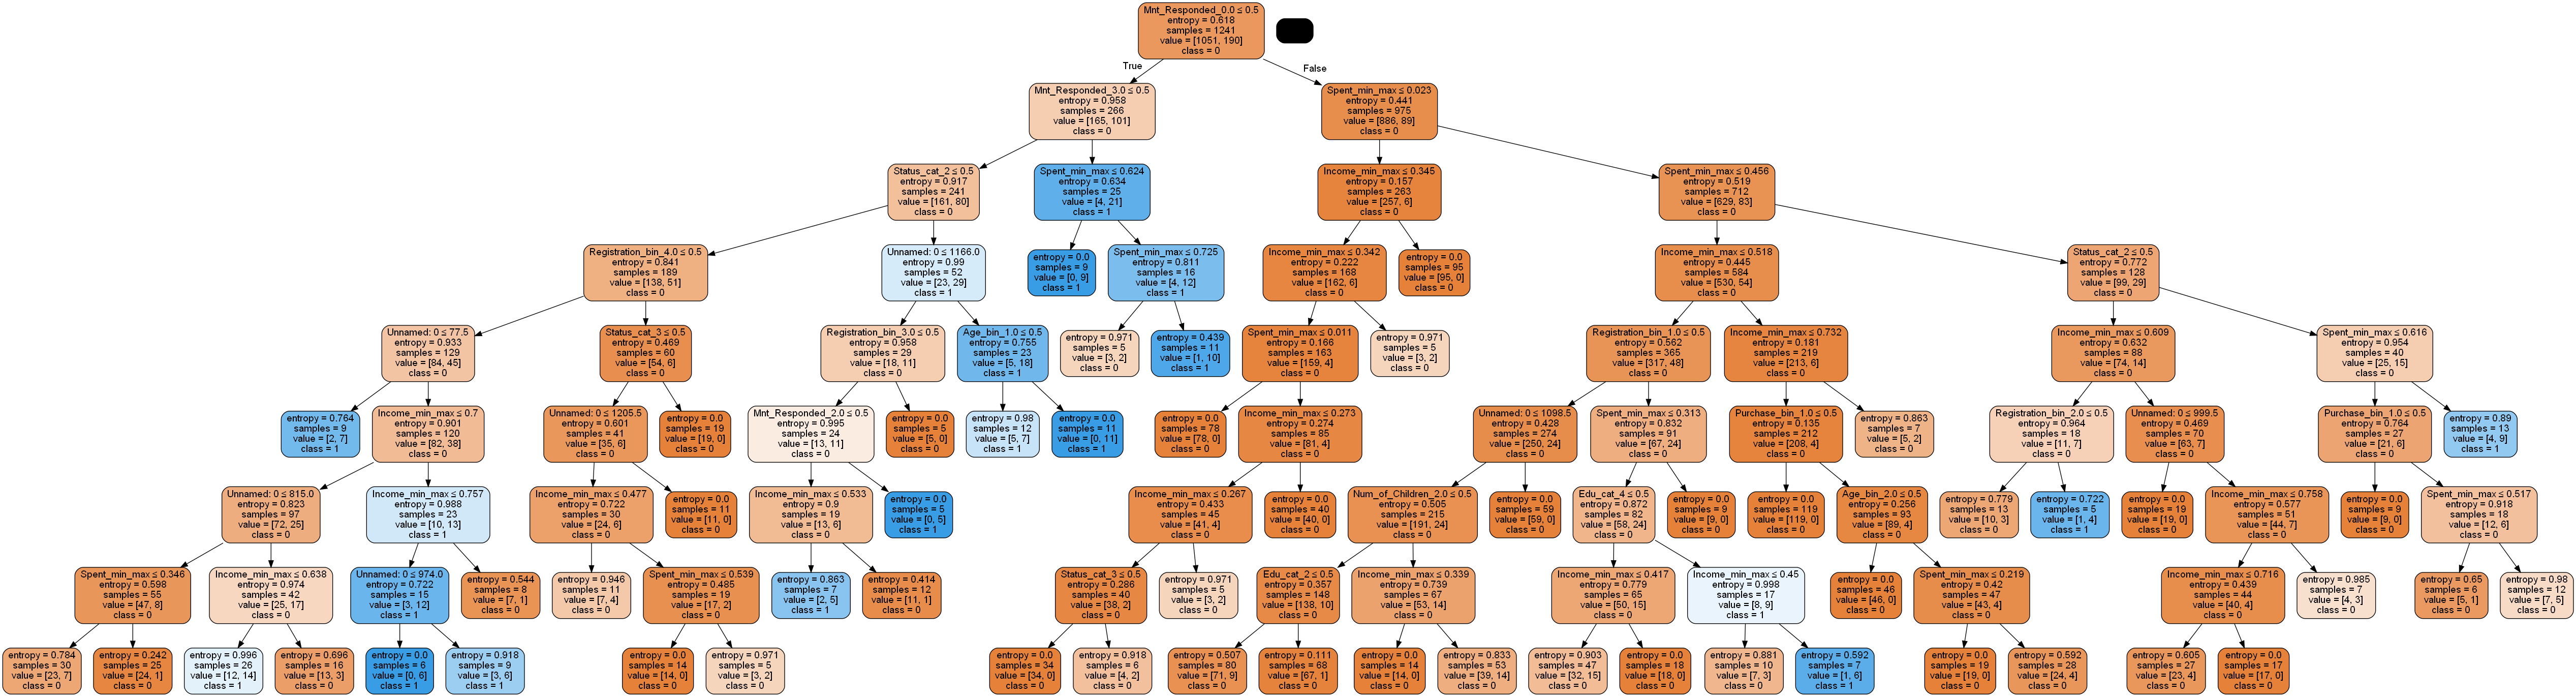 Mnt_Responded_0.0 ≤ 0.5
entropy = 0.618
samples = 1241
value = [1051, 190]
class = 0
True
False
Mnt_Responded_3.0 ≤ 0.5
entropy = 0.958
samples = 266
value = [165, 101]
class = 0
Spent_min_max ≤ 0.023
entropy = 0.441
samples = 975
value = [886, 89]
class = 0
Status_cat_2 ≤ 0.5
entropy = 0.917
samples = 241
value = [161, 80]
class = 0
Spent_min_max ≤ 0.624
entropy = 0.634
samples = 25
value = [4, 21]
class = 1
Income_min_max ≤ 0.345
entropy = 0.157
samples = 263
value = [257, 6]
class = 0
Spent_min_max ≤ 0.456
entropy = 0.519
samples = 712
value = [629, 83]
class = 0
Registration_bin_4.0 ≤ 0.5
entropy = 0.841
samples = 189
value = [138, 51]
class = 0
Unnamed: 0 ≤ 1166.0
entropy = 0.99
samples = 52
value = [23, 29]
class = 1
entropy = 0.0
samples = 9
value = [0, 9]
class = 1
Spent_min_max ≤ 0.725
entropy = 0.811
samples = 16
value = [4, 12]
class = 1
Income_min_max ≤ 0.342
entropy = 0.222
samples = 168
value = [162, 6]
class = 0
entropy = 0.0
samples = 95
value = [95, 0]
class = 0
Income_min_max ≤ 0.518
entropy = 0.445
samples = 584
value = [530, 54]
class = 0
Status_cat_2 ≤ 0.5
entropy = 0.772
samples = 128
value = [99, 29]
class = 0
Unnamed: 0 ≤ 77.5
entropy = 0.933
samples = 129
value = [84, 45]
class = 0
Status_cat_3 ≤ 0.5
entropy = 0.469
samples = 60
value = [54, 6]
class = 0
Registration_bin_3.0 ≤ 0.5
entropy = 0.958
samples = 29
value = [18, 11]
class = 0
Age_bin_1.0 ≤ 0.5
entropy = 0.755
samples = 23
value = [5, 18]
class = 1
entropy = 0.971
samples = 5
value = [3, 2]
class = 0
entropy = 0.439
samples = 11
value = [1, 10]
class = 1
Spent_min_max ≤ 0.011
entropy = 0.166
samples = 163
value = [159, 4]
class = 0
entropy = 0.971
samples = 5
value = [3, 2]
class = 0
Registration_bin_1.0 ≤ 0.5
entropy = 0.562
samples = 365
value = [317, 48]
class = 0
Income_min_max ≤ 0.732
entropy = 0.181
samples = 219
value = [213, 6]
class = 0
Income_min_max ≤ 0.609
entropy = 0.632
samples = 88
value = [74, 14]
class = 0
Spent_min_max ≤ 0.616
entropy = 0.954
samples = 40
value = [25, 15]
class = 0
entropy = 0.764
samples = 9
value = [2, 7]
class = 1
Income_min_max ≤ 0.7
entropy = 0.901
samples = 120
value = [82, 38]
class = 0
Unnamed: 0 ≤ 1205.5
entropy = 0.601
samples = 41
value = [35, 6]
class = 0
entropy = 0.0
samples = 19
value = [19, 0]
class = 0
Mnt_Responded_2.0 ≤ 0.5
entropy = 0.995
samples = 24
value = [13, 11]
class = 0
entropy = 0.0
samples = 5
value = [5, 0]
class = 0
entropy = 0.98
samples = 12
value = [5, 7]
class = 1
entropy = 0.0
samples = 11
value = [0, 11]
class = 1
entropy = 0.0
samples = 78
value = [78, 0]
class = 0
Income_min_max ≤ 0.273
entropy = 0.274
samples = 85
value = [81, 4]
class = 0
Unnamed: 0 ≤ 1098.5
entropy = 0.428
samples = 274
value = [250, 24]
class = 0
Spent_min_max ≤ 0.313
entropy = 0.832
samples = 91
value = [67, 24]
class = 0
Purchase_bin_1.0 ≤ 0.5
entropy = 0.135
samples = 212
value = [208, 4]
class = 0
entropy = 0.863
samples = 7
value = [5, 2]
class = 0
Registration_bin_2.0 ≤ 0.5
entropy = 0.964
samples = 18
value = [11, 7]
class = 0
Unnamed: 0 ≤ 999.5
entropy = 0.469
samples = 70
value = [63, 7]
class = 0
Purchase_bin_1.0 ≤ 0.5
entropy = 0.764
samples = 27
value = [21, 6]
class = 0
entropy = 0.89
samples = 13
value = [4, 9]
class = 1
Unnamed: 0 ≤ 815.0
entropy = 0.823
samples = 97
value = [72, 25]
class = 0
Income_min_max ≤ 0.757
entropy = 0.988
samples = 23
value = [10, 13]
class = 1
Income_min_max ≤ 0.477
entropy = 0.722
samples = 30
value = [24, 6]
class = 0
entropy = 0.0
samples = 11
value = [11, 0]
class = 0
Income_min_max ≤ 0.533
entropy = 0.9
samples = 19
value = [13, 6]
class = 0
entropy = 0.0
samples = 5
value = [0, 5]
class = 1
Income_min_max ≤ 0.267
entropy = 0.433
samples = 45
value = [41, 4]
class = 0
entropy = 0.0
samples = 40
value = [40, 0]
class = 0
Num_of_Children_2.0 ≤ 0.5
entropy = 0.505
samples = 215
value = [191, 24]
class = 0
entropy = 0.0
samples = 59
value = [59, 0]
class = 0
Edu_cat_4 ≤ 0.5
entropy = 0.872
samples = 82
value = [58, 24]
class = 0
entropy = 0.0
samples = 9
value = [9, 0]
class = 0
entropy = 0.0
samples = 119
value = [119, 0]
class = 0
Age_bin_2.0 ≤ 0.5
entropy = 0.256
samples = 93
value = [89, 4]
class = 0
entropy = 0.779
samples = 13
value = [10, 3]
class = 0
entropy = 0.722
samples = 5
value = [1, 4]
class = 1
entropy = 0.0
samples = 19
value = [19, 0]
class = 0
Income_min_max ≤ 0.758
entropy = 0.577
samples = 51
value = [44, 7]
class = 0
entropy = 0.0
samples = 9
value = [9, 0]
class = 0
Spent_min_max ≤ 0.517
entropy = 0.918
samples = 18
value = [12, 6]
class = 0
Spent_min_max ≤ 0.346
entropy = 0.598
samples = 55
value = [47, 8]
class = 0
Income_min_max ≤ 0.638
entropy = 0.974
samples = 42
value = [25, 17]
class = 0
Unnamed: 0 ≤ 974.0
entropy = 0.722
samples = 15
value = [3, 12]
class = 1
entropy = 0.544
samples = 8
value = [7, 1]
class = 0
entropy = 0.946
samples = 11
value = [7, 4]
class = 0
Spent_min_max ≤ 0.539
entropy = 0.485
samples = 19
value = [17, 2]
class = 0
entropy = 0.863
samples = 7
value = [2, 5]
class = 1
entropy = 0.414
samples = 12
value = [11, 1]
class = 0
Status_cat_3 ≤ 0.5
entropy = 0.286
samples = 40
value = [38, 2]
class = 0
entropy = 0.971
samples = 5
value = [3, 2]
class = 0
Edu_cat_2 ≤ 0.5
entropy = 0.357
samples = 148
value = [138, 10]
class = 0
Income_min_max ≤ 0.339
entropy = 0.739
samples = 67
value = [53, 14]
class = 0
Income_min_max ≤ 0.417
entropy = 0.779
samples = 65
value = [50, 15]
class = 0
Income_min_max ≤ 0.45
entropy = 0.998
samples = 17
value = [8, 9]
class = 1
entropy = 0.0
samples = 46
value = [46, 0]
class = 0
Spent_min_max ≤ 0.219
entropy = 0.428
samples = 47
value = [43, 4]
class = 0
Income_min_max ≤ 0.716
entropy = 0.439
samples = 44
value = [40, 4]
class = 0
entropy = 0.985
samples = 7
value = [4, 3]
class = 0
entropy = 0.65
samples = 6
value = [5, 1]
class = 0
entropy = 0.98
samples = 12
value = [7, 5]
class = 0
entropy = 0.784
samples = 30
value = [23, 7]
class = 0
entropy = 0.242
samples = 25
value = [24, 1]
class = 0
entropy = 0.996
samples = 26
value = [12, 14]
class = 1
entropy = 0.696
samples = 16
value = [13, 3]
class = 0
entropy = 0.0
samples = 6
value = [0, 6]
class = 1
entropy = 0.918
samples = 9
value = [3, 6]
class = 1
entropy = 0.0
samples = 14
value = [14, 0]
class = 0
entropy = 0.971
samples = 5
value = [3, 2]
class = 0
entropy = 0.0
samples = 34
value = [34, 0]
class = 0
entropy = 0.918
samples = 6
value = [4, 2]
class = 0
entropy = 0.507
samples = 80
value = [71, 9]
class = 0
entropy = 0.111
samples = 68
value = [67, 1]
class = 0
entropy = 0.0
samples = 14
value = [14, 0]
class = 0
entropy = 0.833
samples = 53
value = [39, 14]
class = 0
entropy = 0.903
samples = 47
value = [32, 15]
class = 0
entropy = 0.0
samples = 18
value = [18, 0]
class = 0
entropy = 0.881
samples = 10
value = [7, 3]
class = 0
entropy = 0.592
samples = 7
value = [1, 6]
class = 1
entropy = 0.0
samples = 19
value = [19, 0]
class = 0
entropy = 0.592
samples = 28
value = [24, 4]
class = 0
entropy = 0.605
samples = 27
value = [23, 4]
class = 0
entropy = 0.0
samples = 17
value = [17, 0]
class = 0